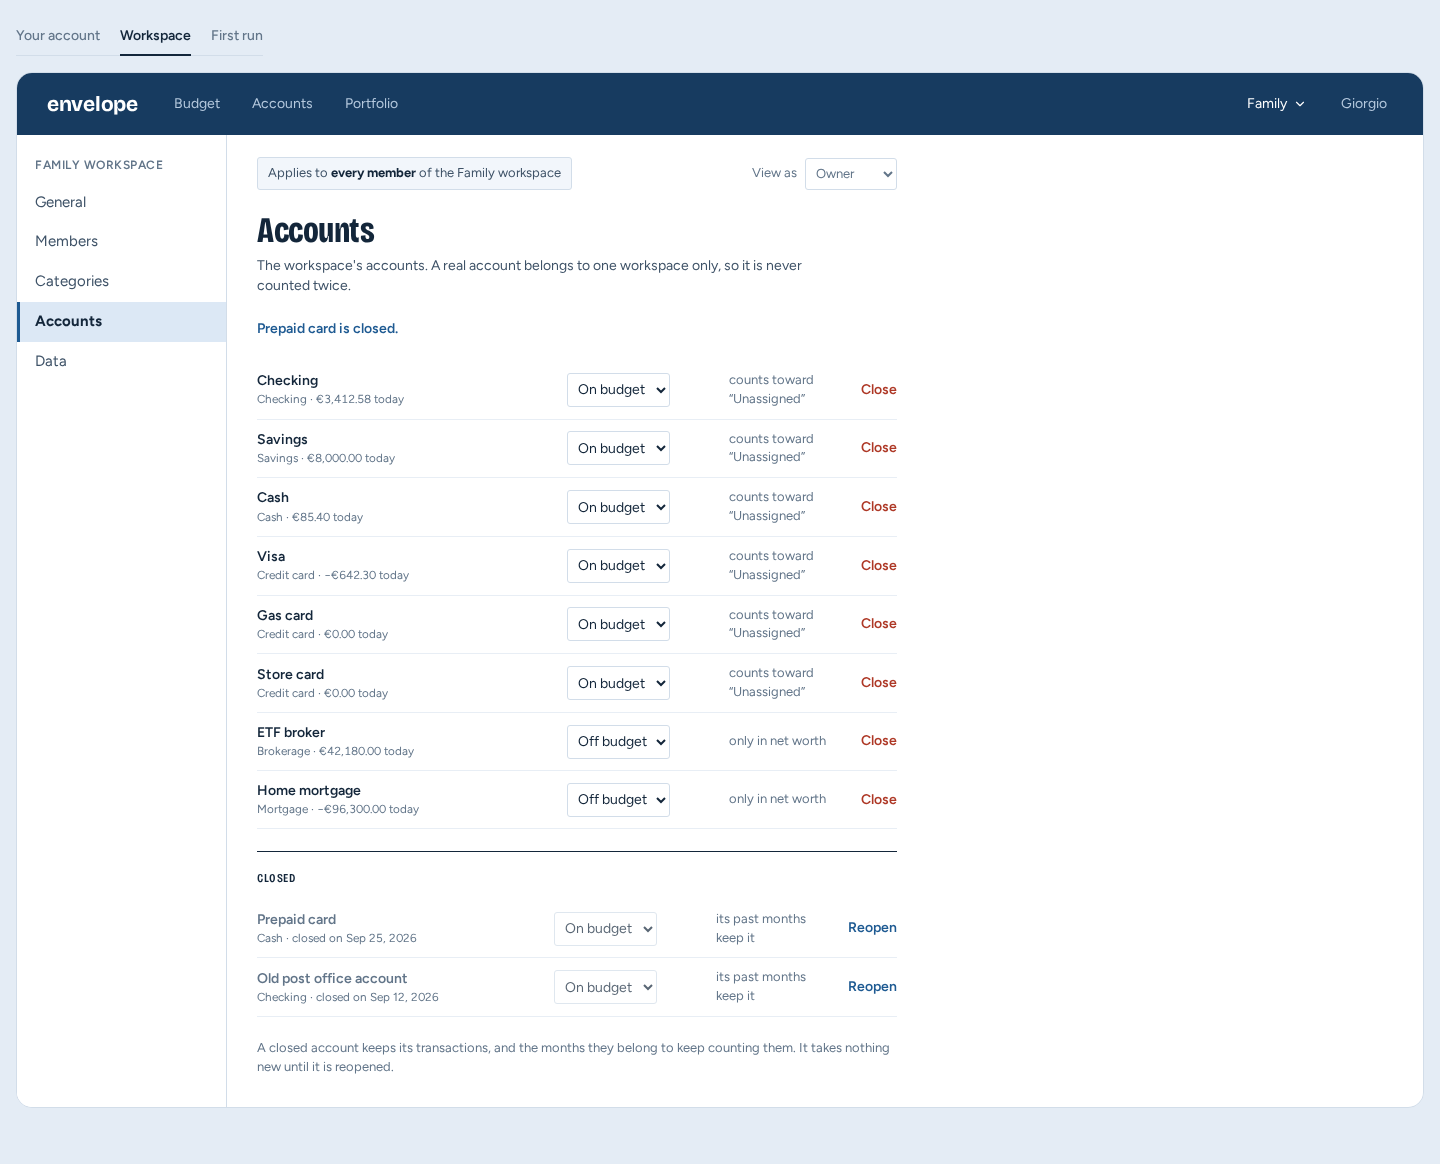 Your account Workspace First run
envelope Budget Accounts Portfolio Family Giorgio
FAMILY WORKSPACE
General
Members
Categories
Accounts
Data
Applies to every member of the Family workspace View as Owner
Accounts
The workspace's accounts. A real account belongs to one workspace only, so it is never
counted twice.
Prepaid card is closed.
Checking
Checking · €3,412.58 today
On budget
counts toward
“Unassigned”
Close
Savings
Savings · €8,000.00 today
On budget
counts toward
“Unassigned”
Close
Cash
Cash · €85.40 today
On budget
counts toward
“Unassigned”
Close
Visa
Credit card · −€642.30 today
On budget
counts toward
“Unassigned”
Close
Gas card
Credit card · €0.00 today
On budget
counts toward
“Unassigned”
Close
Store card
Credit card · €0.00 today
On budget
counts toward
“Unassigned”
Close
ETF broker
Brokerage · €42,180.00 today
Off budget
only in net worth
Close
Home mortgage
Mortgage · −€96,300.00 today
Off budget
only in net worth
Close
CLOSED
Prepaid card
Cash · closed on Sep 25, 2026
On budget
its past months
keep it
Reopen
Old post office account
Checking · closed on Sep 12, 2026
On budget
its past months
keep it
Reopen
A closed account keeps its transactions, and the months they belong to keep counting them. It takes nothing
new until it is reopened.